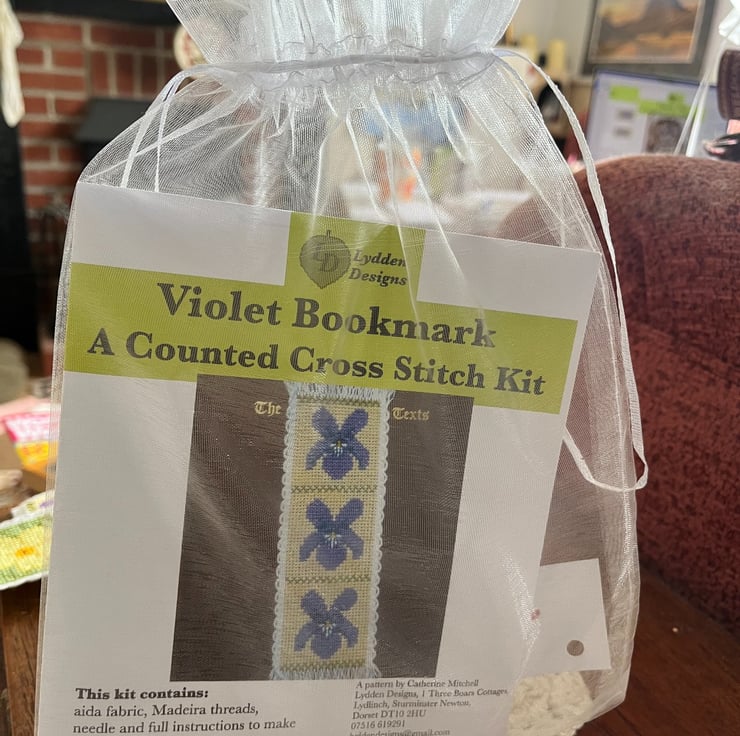 LD
Lydden
Designs
Violet Bookmark
A Counted Cross Stitch Kit
The Texts
This kit contains:
aida fabric, Madeira threads,
needle and full instructions to make
A pattern by Catherine Mitchell
Lydden Designs, 1 Three Boars Cottages,
Lydlinch, Sturminster Newton,
Dorset DT10 2HU
07516 619291